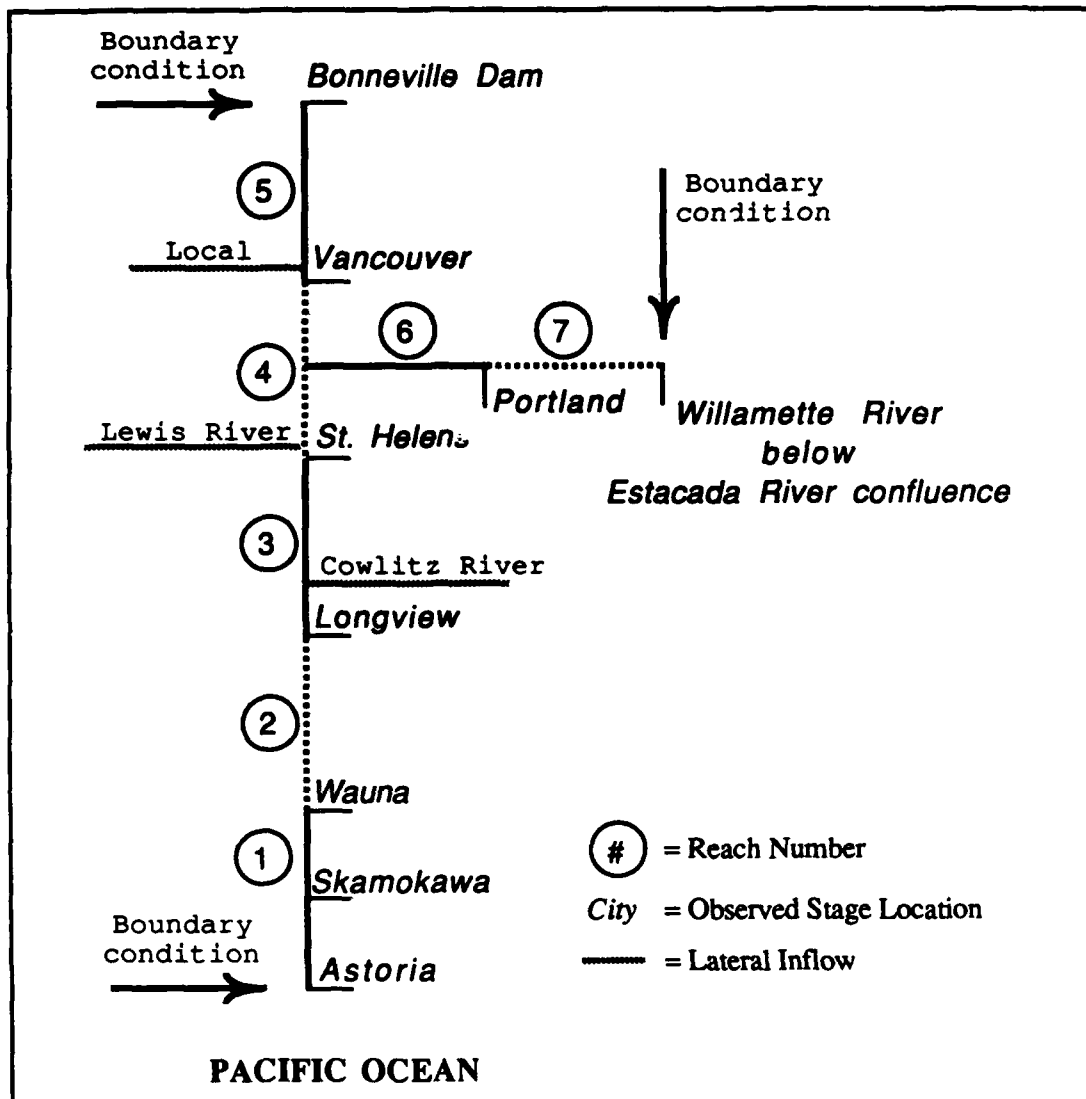 Boundary
condition
Bonneville Dam
5
Boundary
condition
Local
Vancouver
6
7
4
Portland
Willamette River
below
Estacada River confluence
Lewis River
St. Helens
3
Cowlitz River
Longview
2
Wauna
1
Skamokawa
# = Reach Number
City = Observed Stage Location
= Lateral Inflow
Boundary
condition
Astoria
PACIFIC OCEAN